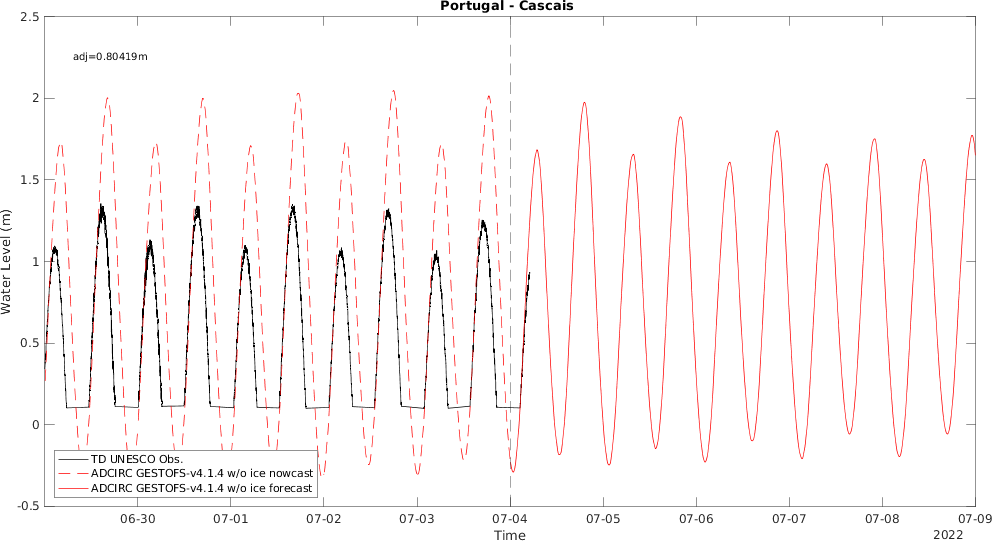 Portugal - Cascais
2.5
adj=0.80419m
2
1.5
1
0.5
0
-0.5
Water Level (m)
TD UNESCO Obs.
ADCIRC GESTOFS-v4.1.4 w/o ice nowcast
ADCIRC GESTOFS-v4.1.4 w/o ice forecast
06-30 07-01 07-02 07-03 07-04 07-05 07-06 07-07 07-08 07-09
Time
2022